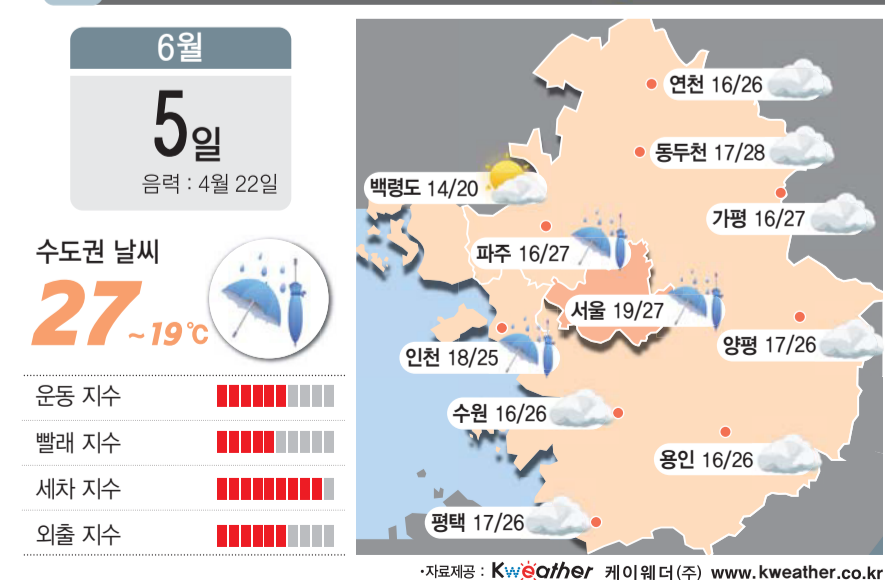 6월
5일
음력 : 4월 22일
수도권 날씨
27~19℃
운동 지수
빨래 지수
세차 지수
외출 지수
연천 16/26
동두천 17/28
백령도 14/20
가평 16/27
파주 16/27
서울 19/27
양평 17/26
인천 18/25
수원 16/26
용인 16/26
평택 17/26
•자료제공 : Kweather 케이웨더(주) www.kweather.co.kr